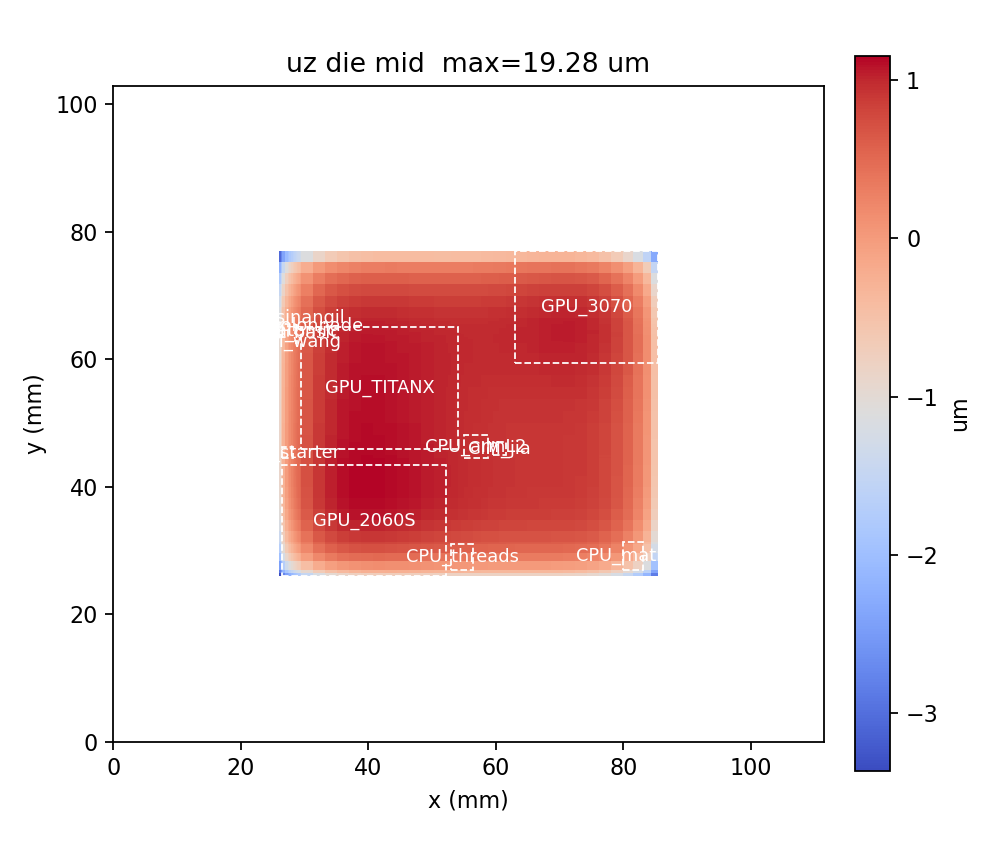 uz die mid  max=19.28 um
100
80
60
40
20
0
y (mm)
GPU_3070
sinangil
GPU_TITANX
starter
GPU_2060S
CPU_threads
CPU_mat
0
20
40
60
80
100
x (mm)
1
0
−1
−2
−3
um